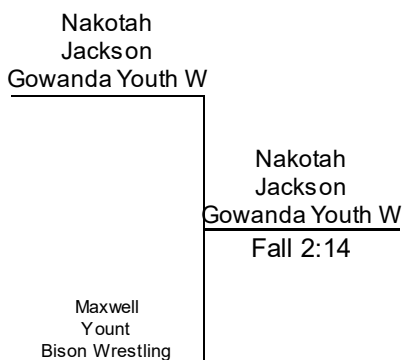 Nakotah
Jackson
Gowanda Youth W
Nakotah
Jackson
Gowanda Youth W
Fall 2:14
Maxwell
Yount
Bison Wrestling